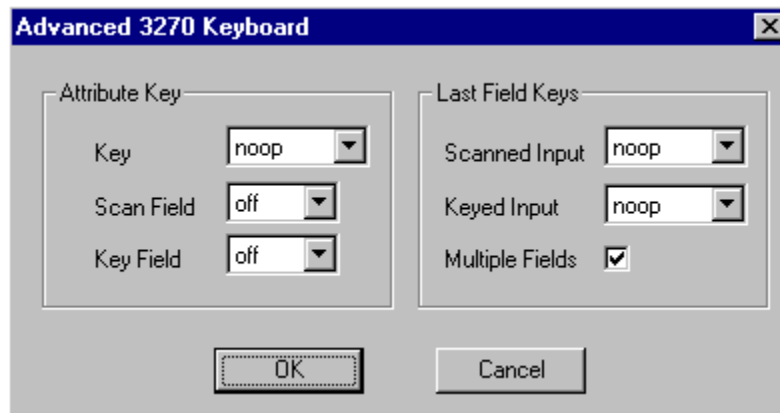 Advanced 3270 Keyboard
Attribute Key
Key noop
Scan Field off
Key Field off
Last Field Keys
Scanned Input noop
Keyed Input noop
Multiple Fields
OK Cancel